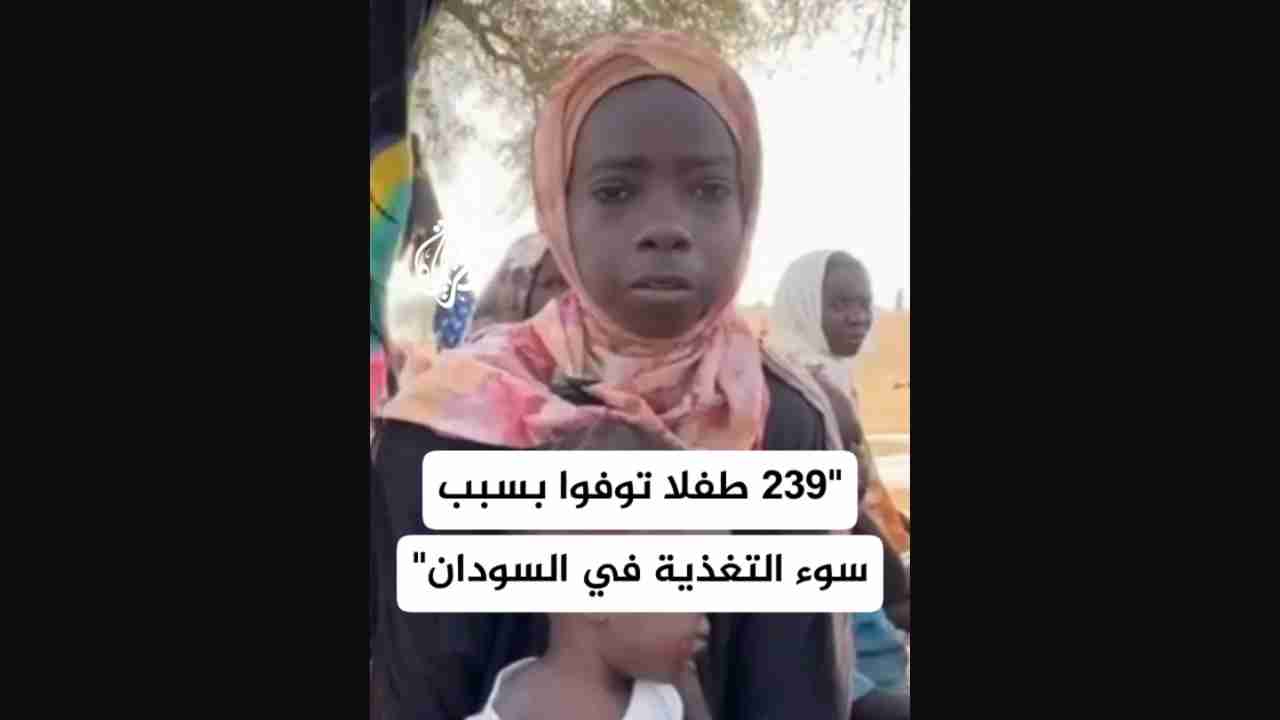 "239 طفلا توفوا بسبب
سوء التغذية في السودان"